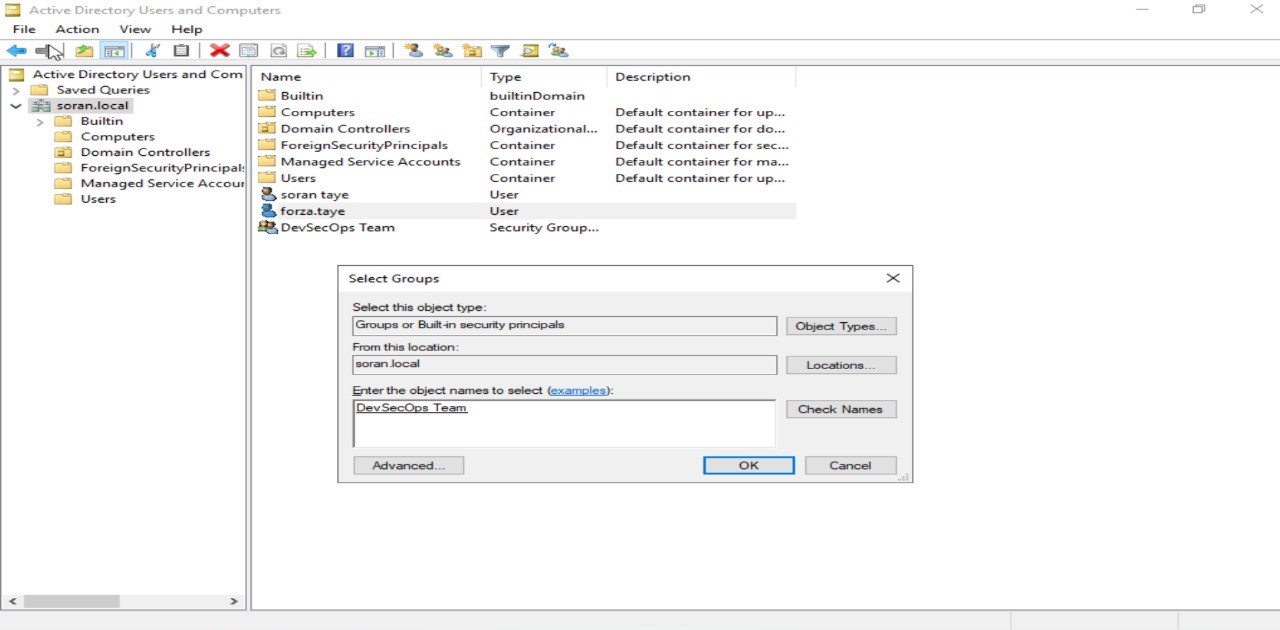 Active Directory Users and Computers
File Action View Help
Active Directory Users and Com
Saved Queries
soran.local
Builtin
Computers
Domain Controllers
ForeignSecurityPrincipals
Managed Service Accour
Users
Name Type Description
Builtin builtinDomain
Computers Container Default container for up...
Domain Controllers Organizational... Default container for do...
ForeignSecurityPrincipals Container Default container for sec...
Managed Service Accounts Container Default container for ma...
Users Container Default container for up...
soran taye User
forza.taye User
DevSecOps Team Security Group...
Select Groups
Select this object type:
Groups or Built-in security principals Object Types...
From this location:
soran.local Locations...
Enter the object names to select (examples):
DevSecOps Team Check Names
Advanced... OK Cancel